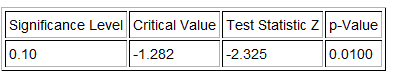 Significance Level Critical Value Test Statistic Z p-Value
0.10 -1.282 -2.325 0.0100